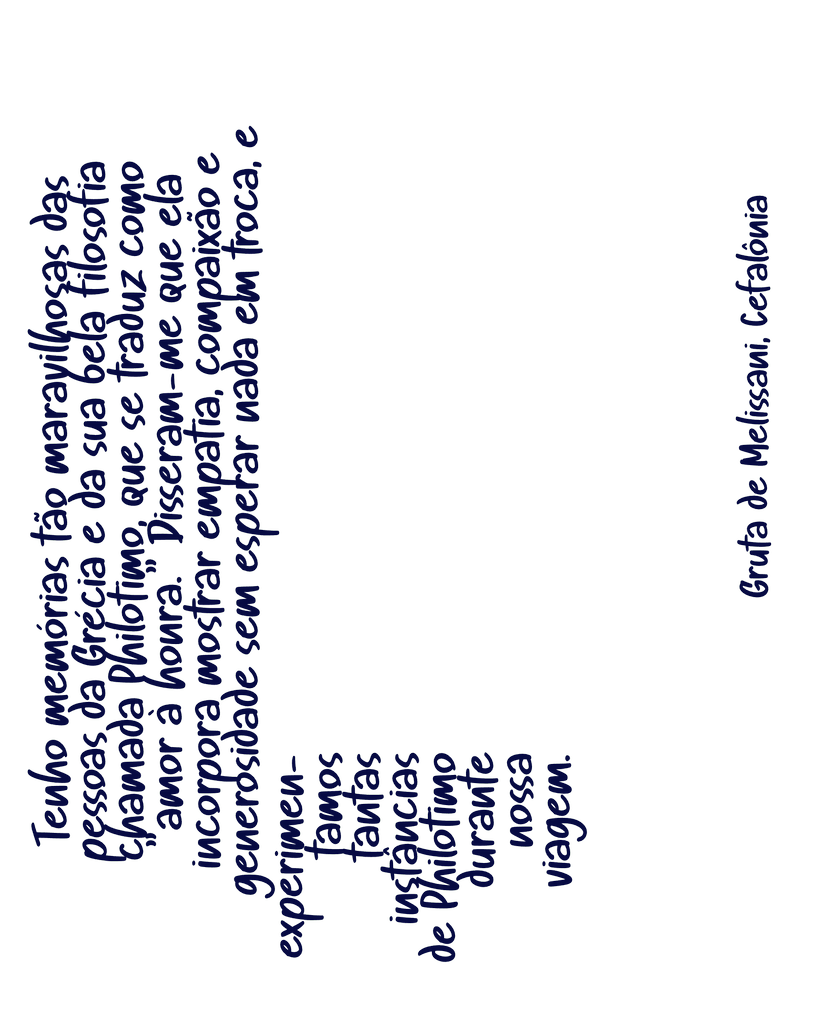 Tenho memórias tão maravilhosas das
pessoas da Grécia e da sua bela filosofia
chamada Philotimo, que se traduz como
"amor à honra." Disseram-me que ela
incorpora mostrar empatia, compaixão e
generosidade sem esperar nada em troca, e
experimen-
tamos
tantas
instâncias
de Philotimo
durante
nossa
viagem.
Gruta de Melissani, Cefalônia